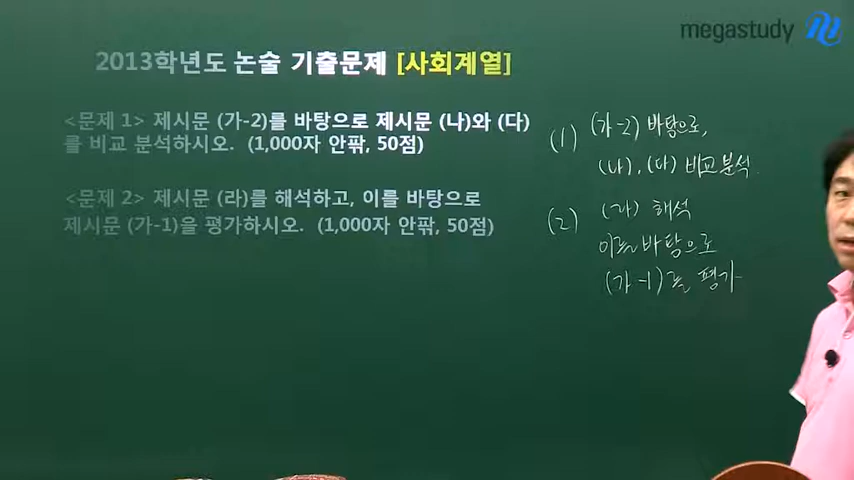 megastudy
2013학년도 논술 기출문제 [사회계열]
<문제 1> 제시문 (가-2)를 바탕으로 제시문 (나)와 (다)
를 비교 분석하시오. (1,000자 안팎, 50점)
<문제 2> 제시문 (라)를 해석하고, 이를 바탕으로
제시문 (가-1)을 평가하시오. (1,000자 안팎, 50점)
(1) (가-2) 바탕으로,
(나), (다) 비교 분석.
(2) (라) 해석
이를 바탕으로
(가-1)를 평가